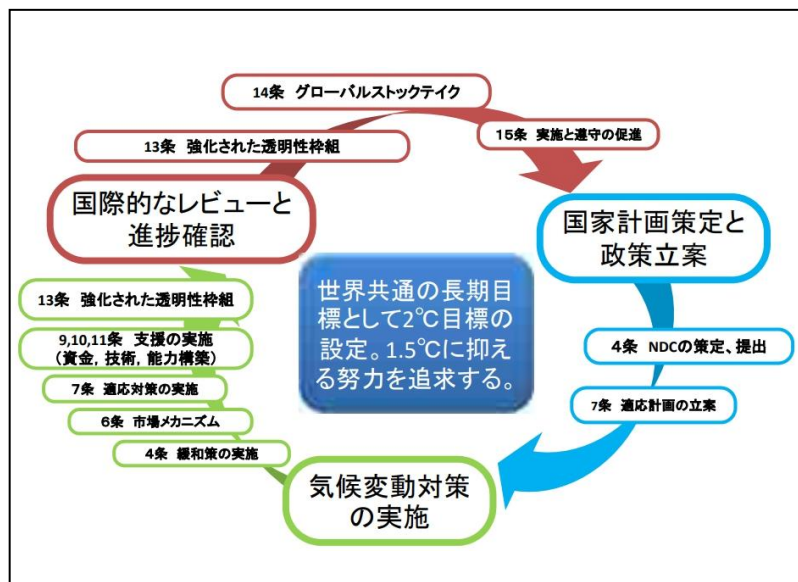 14条 グローバルストックテイク
15条 実施と遵守の促進
13条 強化された透明性枠組
国際的なレビューと
進捗確認
国家計画策定と
政策立案
世界共通の長期目
標として2℃目標の
設定。1.5℃に抑え
る努力を追求する。
13条 強化された透明性枠組
9,10,11条 支援の実施
(資金, 技術, 能力構築)
7条 適応対策の実施
6条 市場メカニズム
4条 緩和策の実施
4条 NDCの策定、提出
7条 適応計画の立案
気候変動対策
の実施